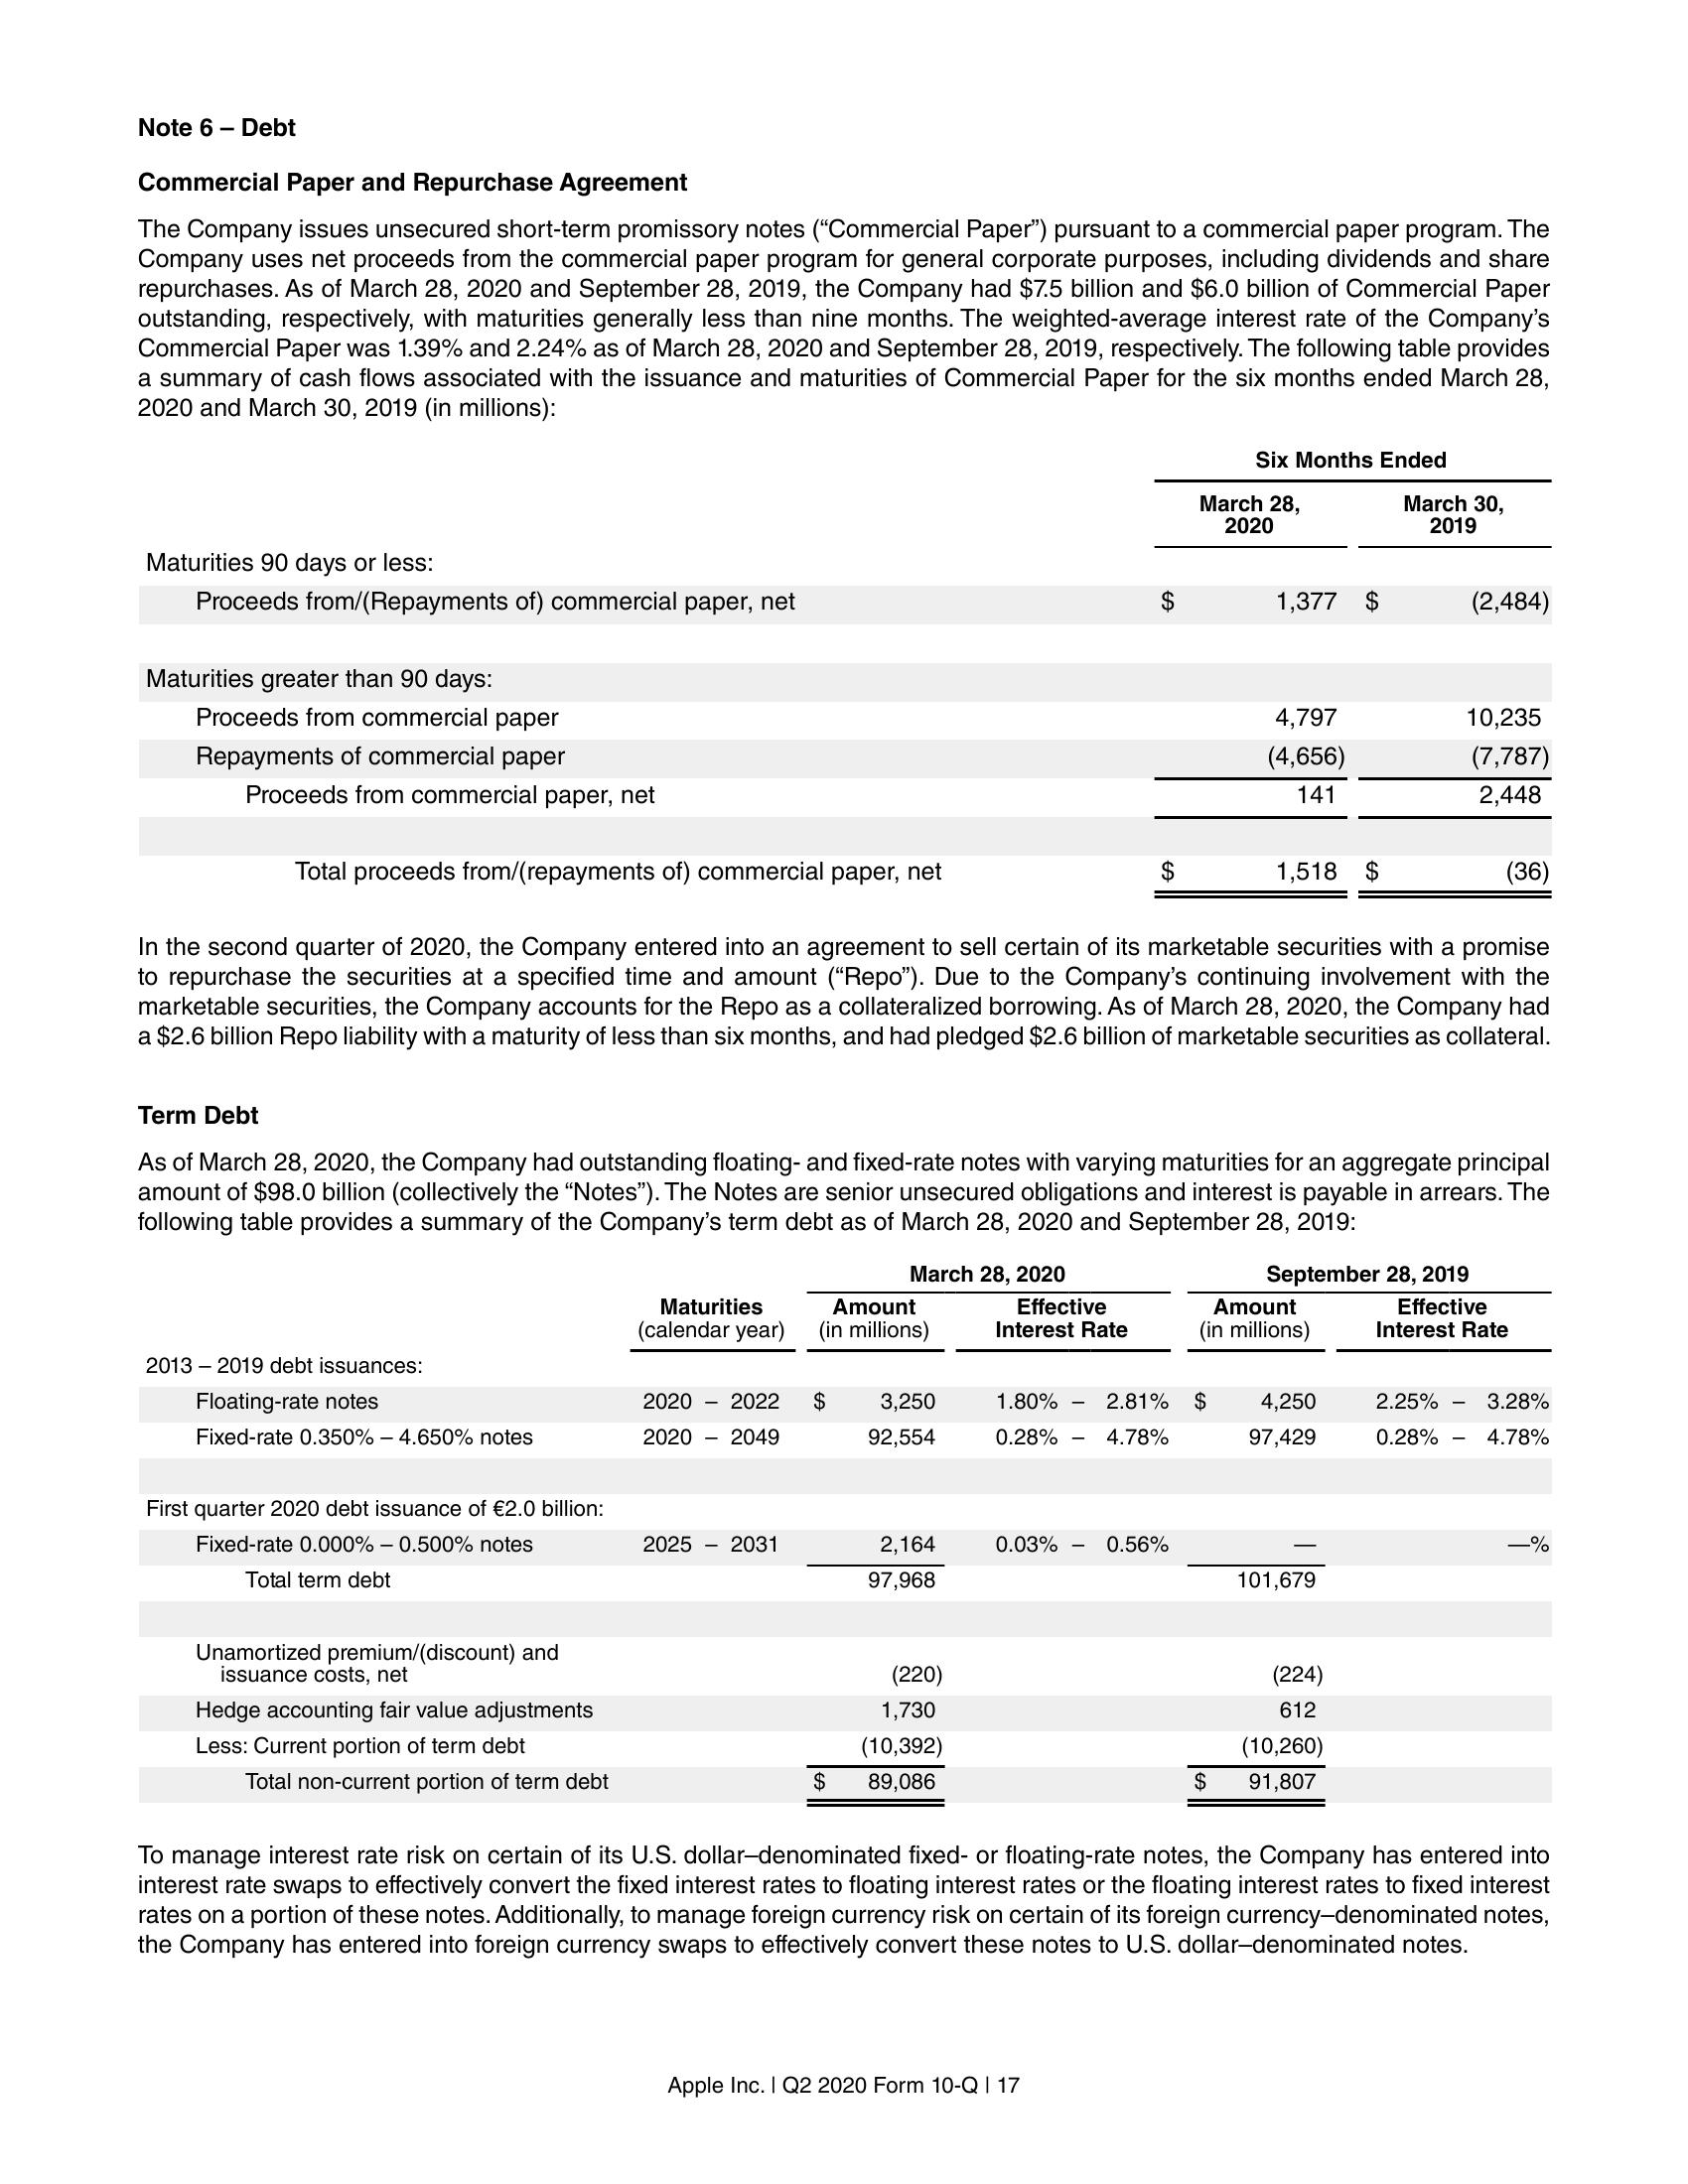 Note 6 – Debt
Commercial Paper and Repurchase Agreement
The Company issues unsecured short-term promissory notes (“Commercial Paper”) pursuant to a commercial paper program. The
Company uses net proceeds from the commercial paper program for general corporate purposes, including dividends and share
repurchases. As of March 28, 2020 and September 28, 2019, the Company had $7.5 billion and $6.0 billion of Commercial Paper
outstanding, respectively, with maturities generally less than nine months. The weighted-average interest rate of the Company’s
Commercial Paper was 1.39% and 2.24% as of March 28, 2020 and September 28, 2019, respectively. The following table provides
a summary of cash flows associated with the issuance and maturities of Commercial Paper for the six months ended March 28,
2020 and March 30, 2019 (in millions):
Six Months Ended
March 28, March 30,
2020 2019
Maturities 90 days or less:
Proceeds from/(Repayments of) commercial paper, net $ 1,377 $ (2,484)
Maturities greater than 90 days:
Proceeds from commercial paper 4,797 10,235
Repayments of commercial paper (4,656) (7,787)
Proceeds from commercial paper, net 141 2,448
Total proceeds from/(repayments of) commercial paper, net $ 1,518 $ (36)
In the second quarter of 2020, the Company entered into an agreement to sell certain of its marketable securities with a promise
to repurchase the securities at a specified time and amount (“Repo”). Due to the Company’s continuing involvement with the
marketable securities, the Company accounts for the Repo as a collateralized borrowing. As of March 28, 2020, the Company had
a $2.6 billion Repo liability with a maturity of less than six months, and had pledged $2.6 billion of marketable securities as collateral.
Term Debt
As of March 28, 2020, the Company had outstanding floating- and fixed-rate notes with varying maturities for an aggregate principal
amount of $98.0 billion (collectively the “Notes”). The Notes are senior unsecured obligations and interest is payable in arrears. The
following table provides a summary of the Company’s term debt as of March 28, 2020 and September 28, 2019:
March 28, 2020 September 28, 2019
Maturities Amount Effective Amount Effective
(calendar year) (in millions) Interest Rate (in millions) Interest Rate
2013 – 2019 debt issuances:
Floating-rate notes 2020 – 2022 $ 3,250 1.80% – 2.81% $ 4,250 2.25% – 3.28%
Fixed-rate 0.350% – 4.650% notes 2020 – 2049 92,554 0.28% – 4.78% 97,429 0.28% – 4.78%
First quarter 2020 debt issuance of €2.0 billion:
Fixed-rate 0.000% – 0.500% notes 2025 – 2031 2,164 0.03% – 0.56% — —%
Total term debt 97,968 101,679
Unamortized premium/(discount) and
issuance costs, net (220) (224)
Hedge accounting fair value adjustments 1,730 612
Less: Current portion of term debt (10,392) (10,260)
Total non-current portion of term debt $ 89,086 $ 91,807
To manage interest rate risk on certain of its U.S. dollar–denominated fixed- or floating-rate notes, the Company has entered into
interest rate swaps to effectively convert the fixed interest rates to floating interest rates or the floating interest rates to fixed interest
rates on a portion of these notes. Additionally, to manage foreign currency risk on certain of its foreign currency–denominated notes,
the Company has entered into foreign currency swaps to effectively convert these notes to U.S. dollar–denominated notes.
Apple Inc. | Q2 2020 Form 10-Q | 17